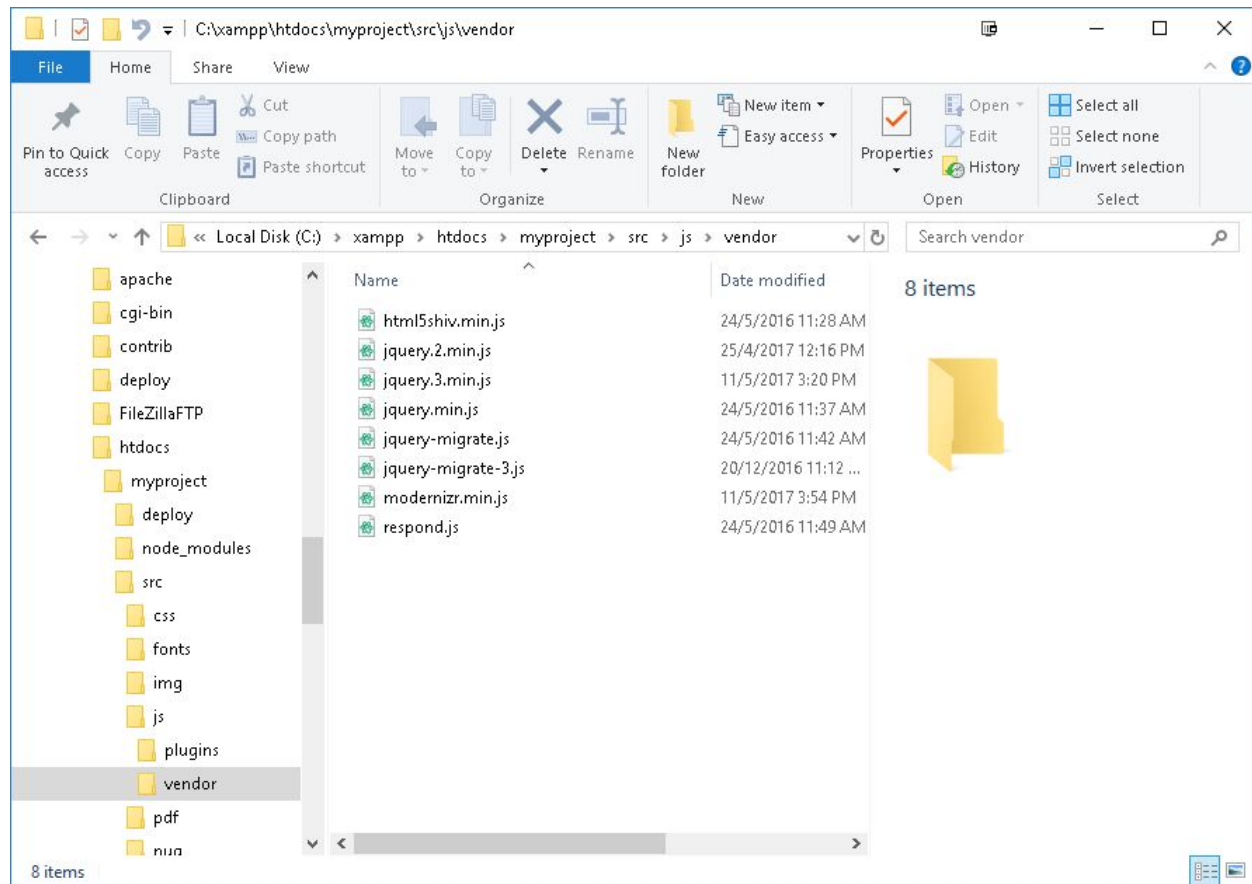 C:\xampp\htdocs\myproject\src\js\vendor
File Home Share View
Pin to Quick access
Copy
Paste
Cut
Copy path
Paste shortcut
Clipboard
Move to
Copy to
Delete
Rename
Organize
New folder
New item
Easy access
New
Properties
Open
Edit
History
Open
Select all
Select none
Invert selection
Select
« Local Disk (C:) > xampp > htdocs > myproject > src > js > vendor
Search vendor
apache
cgi-bin
contrib
deploy
FileZillaFTP
htdocs
myproject
deploy
node_modules
src
css
fonts
img
js
plugins
vendor
pdf
Name Date modified
html5shiv.min.js 24/5/2016 11:28 AM
jquery.2.min.js 25/4/2017 12:16 PM
jquery.3.min.js 11/5/2017 3:20 PM
jquery.min.js 24/5/2016 11:37 AM
jquery-migrate.js 24/5/2016 11:42 AM
jquery-migrate-3.js 20/12/2016 11:12 ...
modernizr.min.js 11/5/2017 3:54 PM
respond.js 24/5/2016 11:49 AM
8 items
8 items